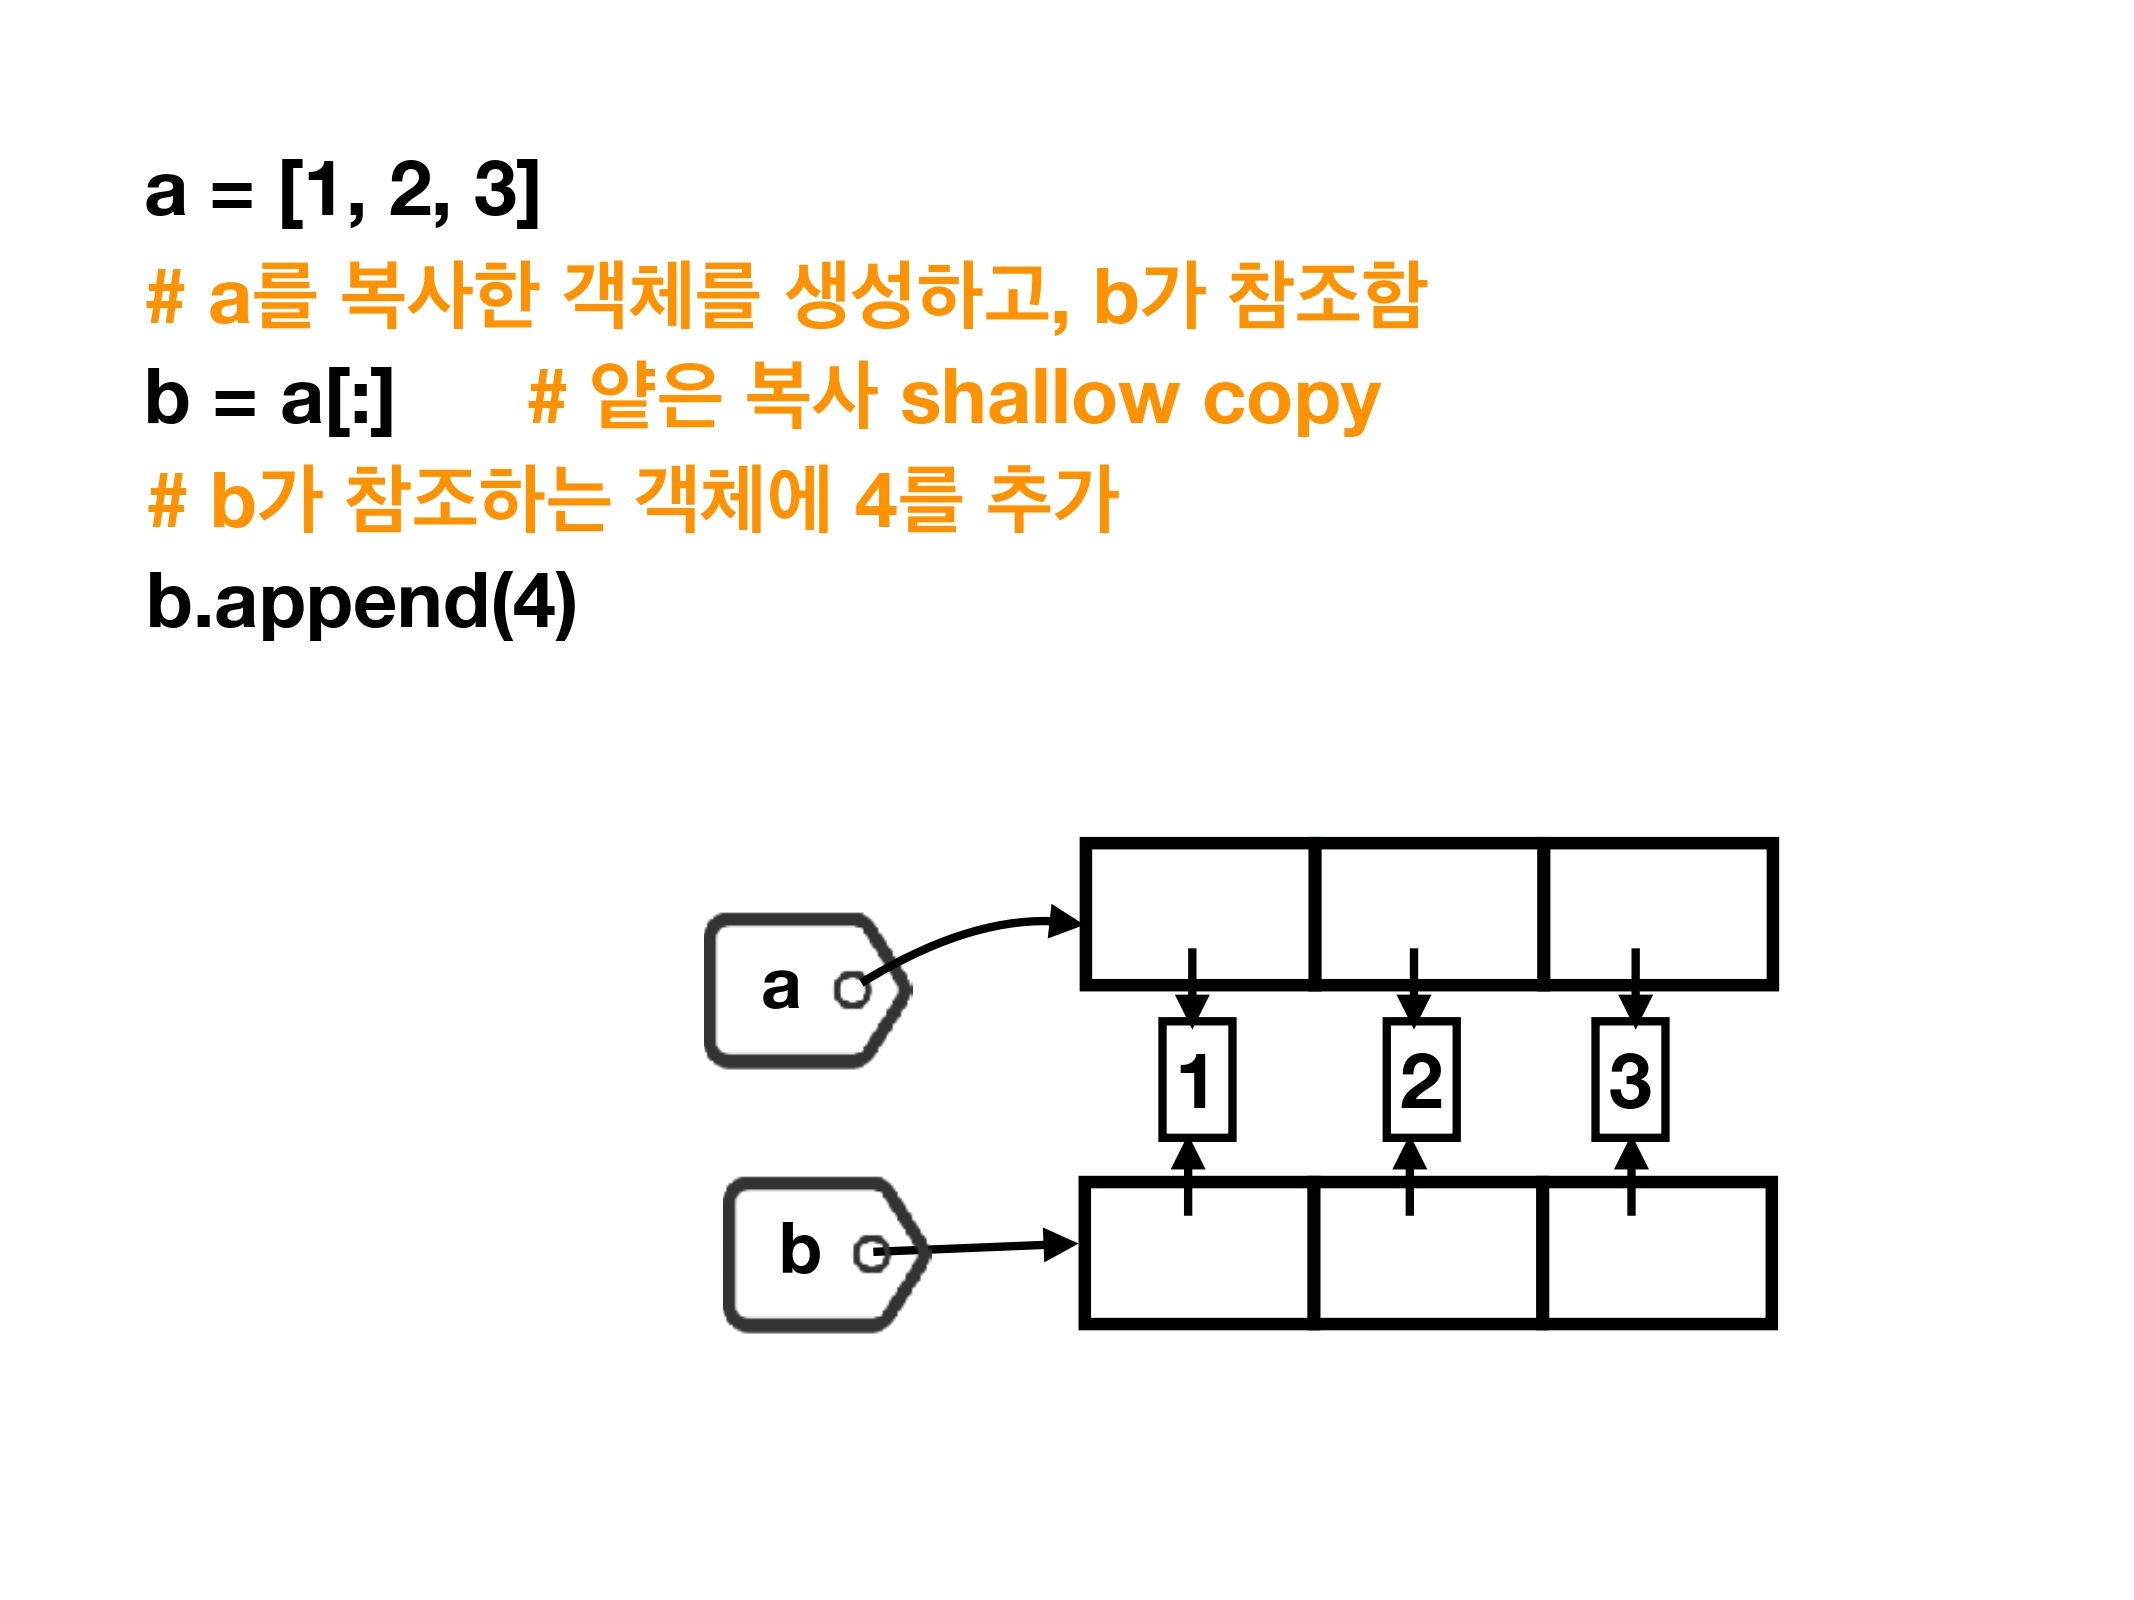 a = [1, 2, 3]
# a를 복사한 객체를 생성하고, b가 참조함
b = a[:] # 얕은 복사 shallow copy
# b가 참조하는 객체에 4를 추가
b.append(4)
a
1 2 3
b